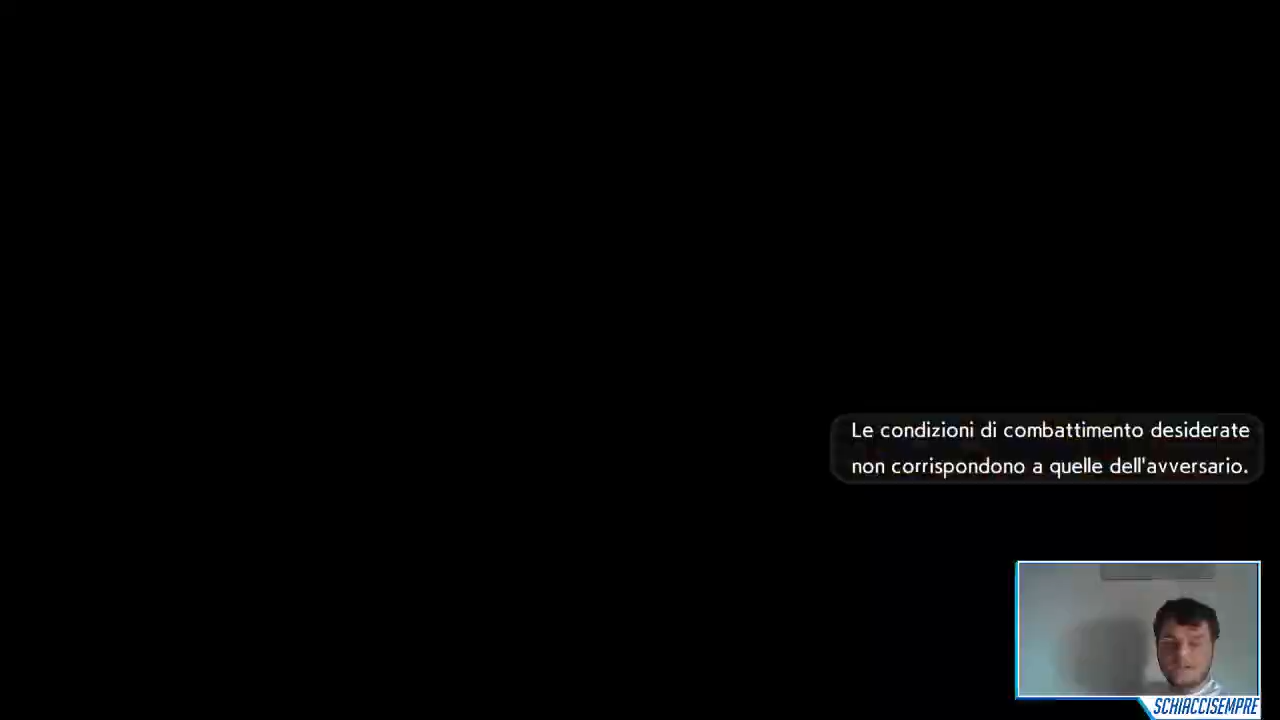 Le condizioni di combattimento desiderate
non corrispondono a quelle dell'avversario.
SCHIACCISEMPRE